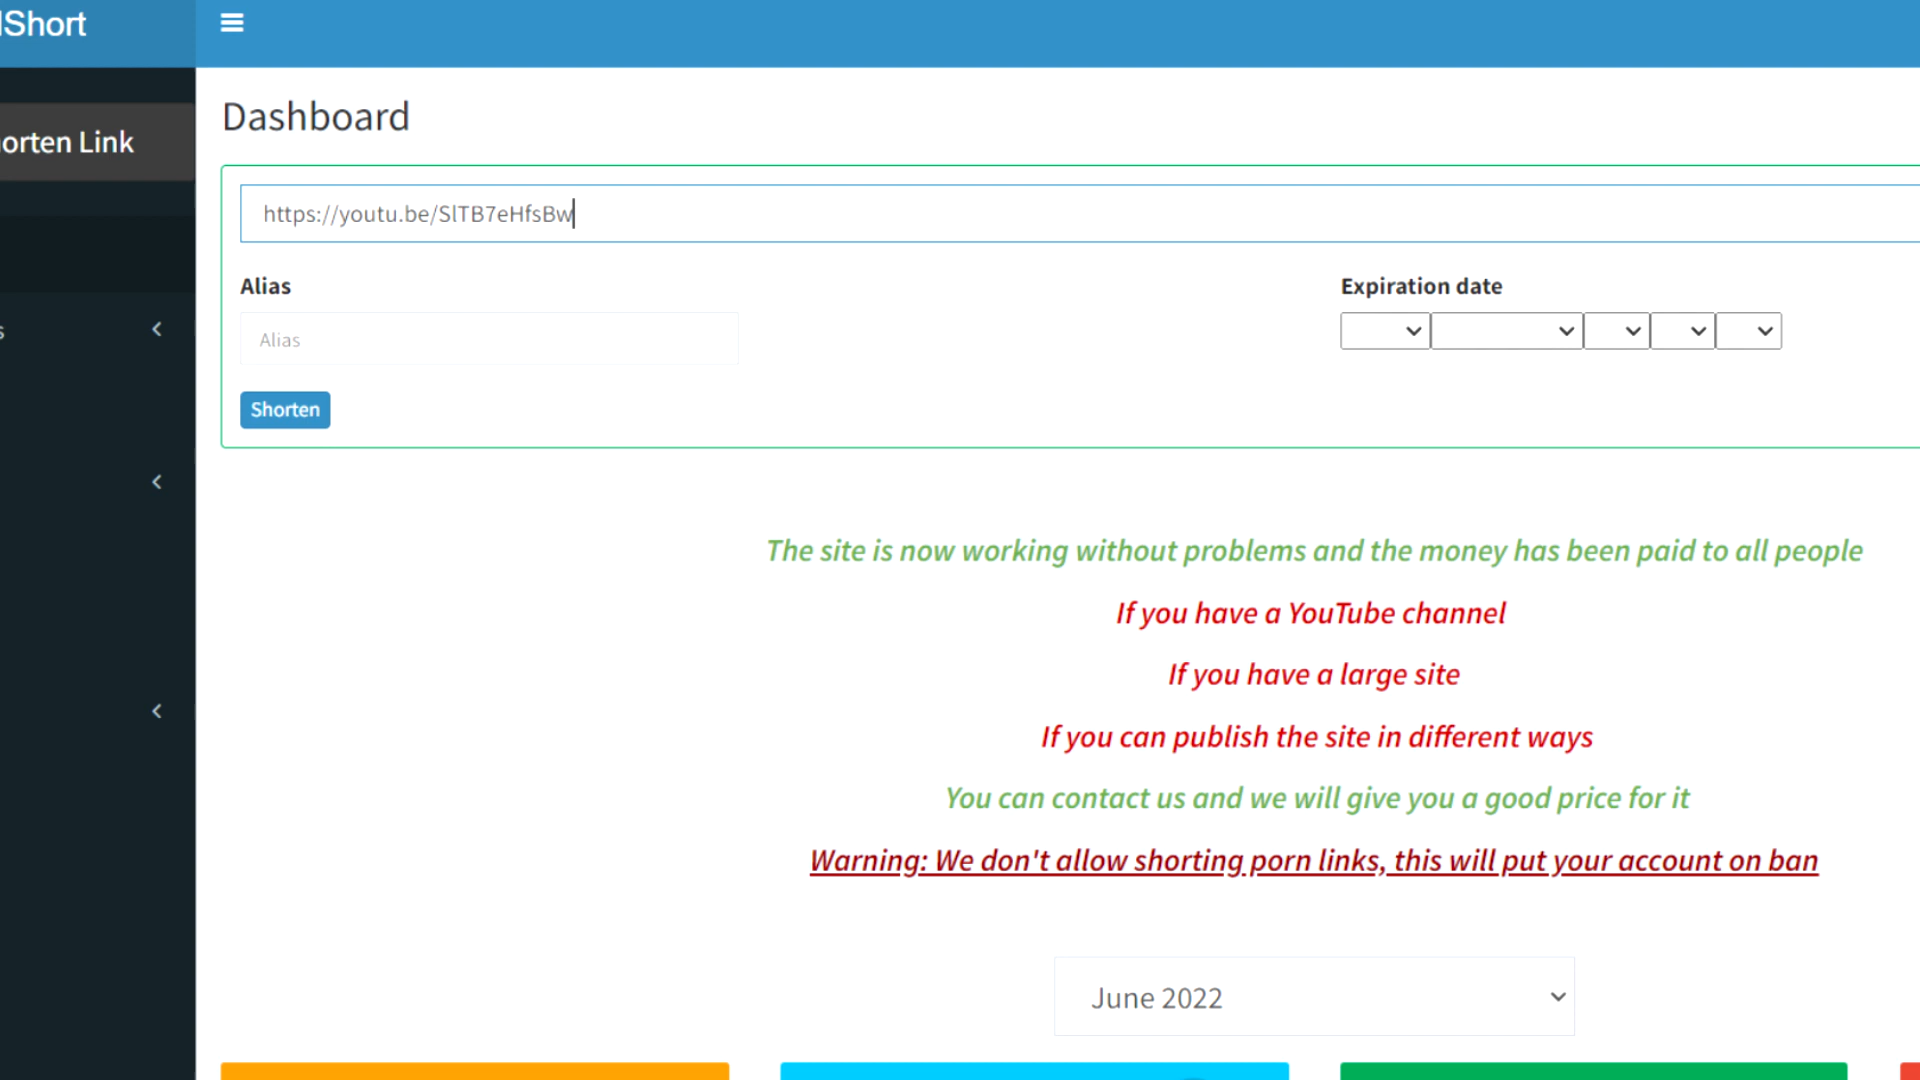 lShort
orten Link
Dashboard
https://youtu.be/SlTB7eHfsBw
Alias
Expiration date
Alias
Shorten
s
The site is now working without problems and the money has been paid to all people
If you have a YouTube channel
If you have a large site
If you can publish the site in different ways
You can contact us and we will give you a good price for it
Warning: We don't allow shorting porn links, this will put your account on ban
June 2022